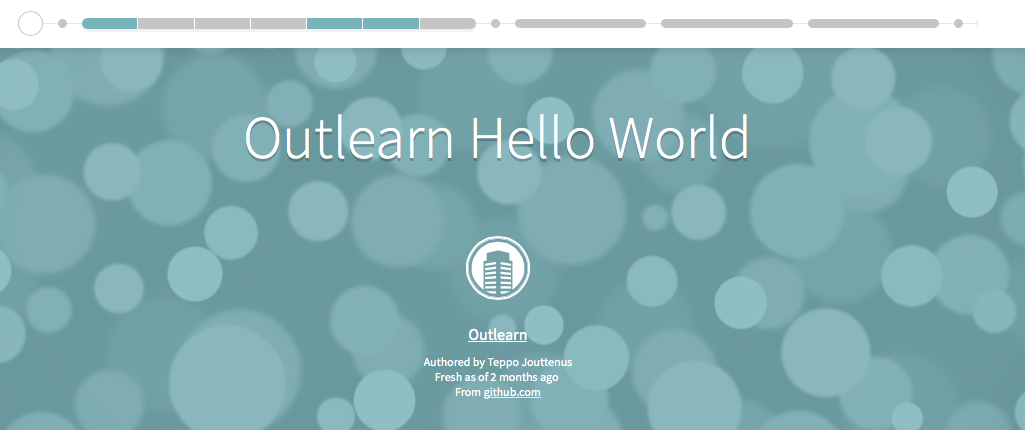 Outlearn Hello World
Outlearn
Authored by Teppo Jouttenus
Fresh as of 2 months ago
From github.com